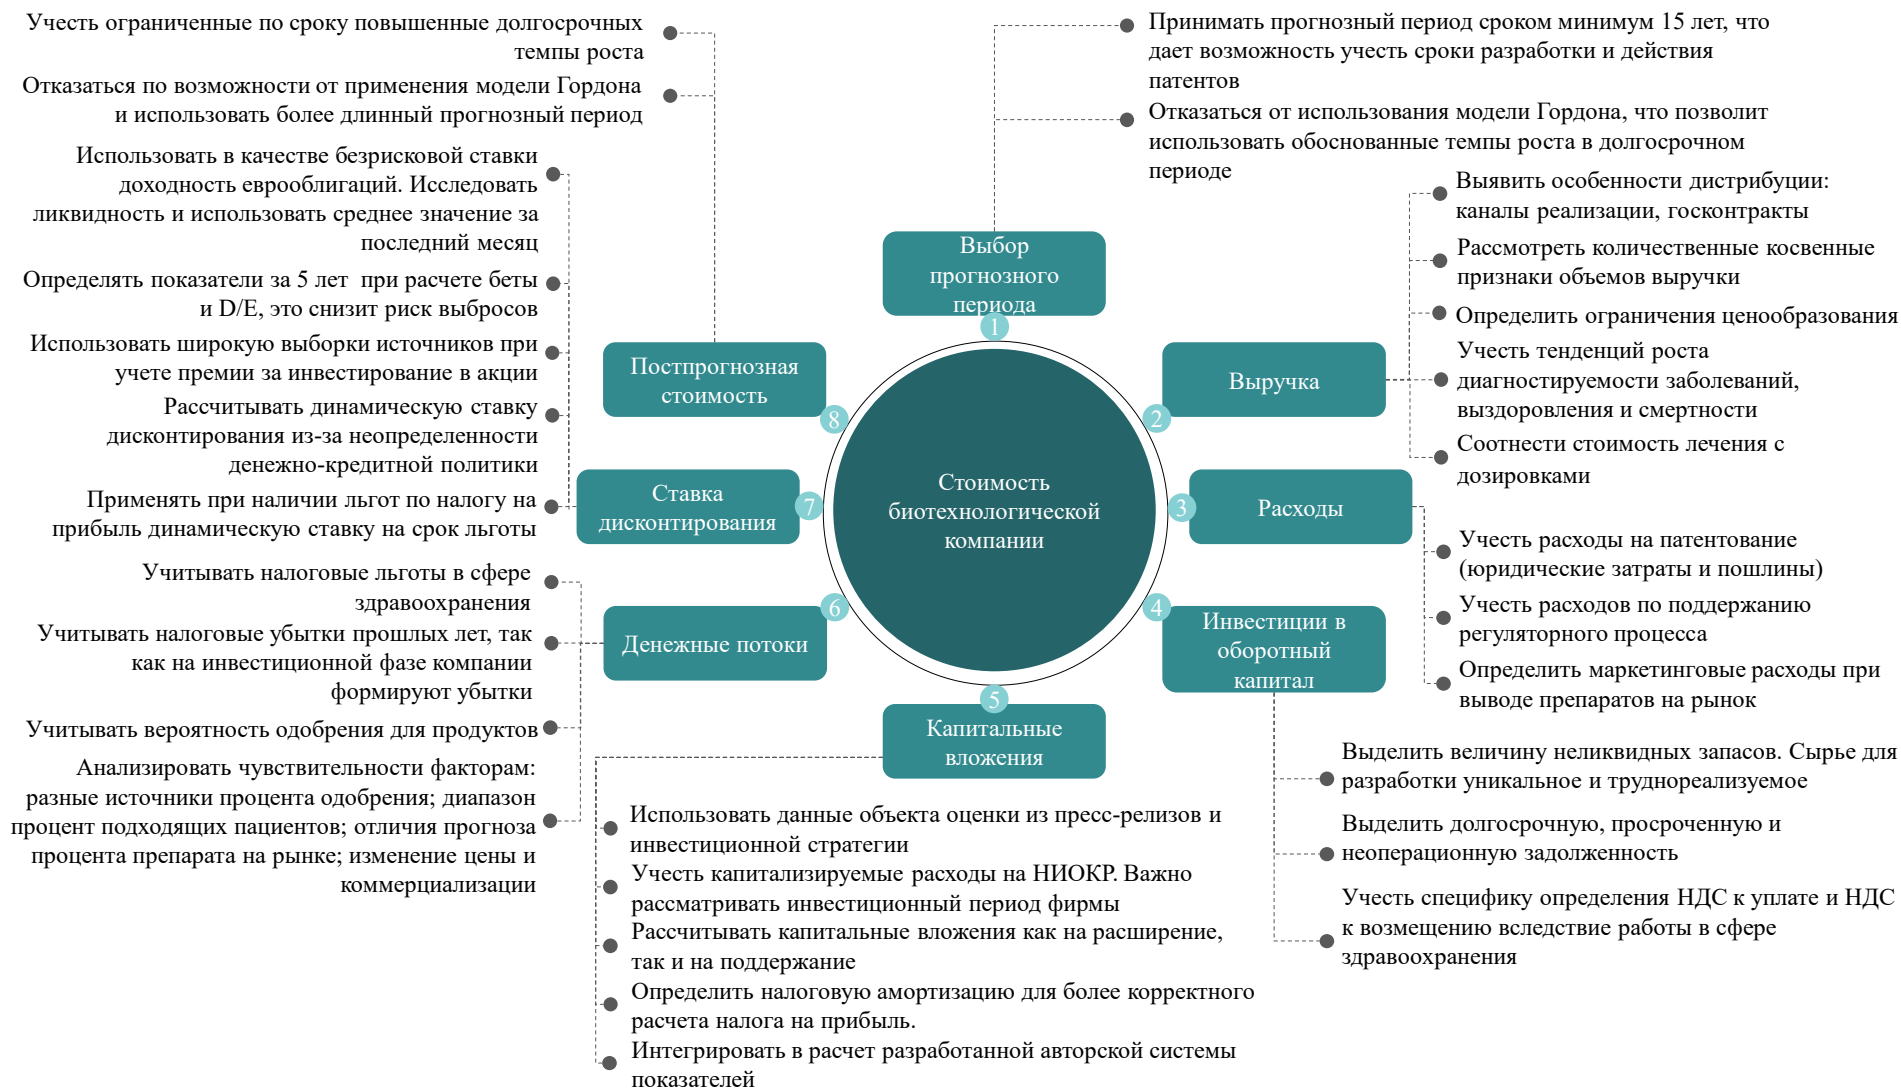 Учесть ограниченные по сроку повышенные долгосрочных
темпы роста
Отказаться по возможности от применения модели Гордона
и использовать более длинный прогнозный период
Использовать в качестве безрисковой ставки
доходность еврооблигаций. Исследовать
ликвидность и использовать среднее значение за
последний месяц
Определять показатели за 5 лет при расчете беты
и D/E, это снизит риск выбросов
Использовать широкую выборки источников при
учете премии за инвестирование в акции
Рассчитывать динамическую ставку
дисконтирования из-за неопределенности
денежно-кредитной политики
Применять при наличии льгот по налогу на
прибыль динамическую ставку на срок льготы
Учитывать налоговые льготы в сфере
здравоохранения
Учитывать налоговые убытки прошлых лет, так
как на инвестиционной фазе компании
формируют убытки
Учитывать вероятность одобрения для продуктов
Анализировать чувствительности факторам:
разные источники процента одобрения; диапазон
процент подходящих пациентов; отличия прогноза
процента препарата на рынке; изменение цены и
коммерциализации
Принимать прогнозный период сроком минимум 15 лет, что
дает возможность учесть сроки разработки и действия
патентов
Отказаться от использования модели Гордона, что позволит
использовать обоснованные темпы роста в долгосрочном
периоде
Выявить особенности дистрибуции:
каналы реализации, госконтракты
Рассмотреть количественные косвенные
признаки объемов выручки
Определить ограничения ценообразования
Учесть тенденций роста
диагностируемости заболеваний,
выздоровления и смертности
Соотнести стоимость лечения с
дозировками
Учесть расходы на патентование
(юридические затраты и пошлины)
Учесть расходов по поддержанию
регуляторного процесса
Определить маркетинговые расходы при
выводе препаратов на рынок
Выделить величину неликвидных запасов. Сырье для
разработки уникальное и труднореализуемое
Выделить долгосрочную, просроченную и
неоперационную задолженность
Учесть специфику определения НДС к уплате и НДС
к возмещению вследствие работы в сфере
здравоохранения
Использовать данные объекта оценки из пресс-релизов и
инвестиционной стратегии
Учесть капитализируемые расходы на НИОКР. Важно
рассматривать инвестиционный период фирмы
Рассчитывать капитальные вложения как на расширение,
так и на поддержание
Определить налоговую амортизацию для более корректного
расчета налога на прибыль.
Интегрировать в расчет разработанной авторской системы
показателей
Выбор
прогнозного
периода
1
Выручка
2
Расходы
3
Инвестиции в
оборотный
капитал
4
Капитальные
вложения
5
Денежные потоки
6
Ставка
дисконтирования
7
Постпрогнозная
стоимость
8
Стоимость
биотехнологической
компании